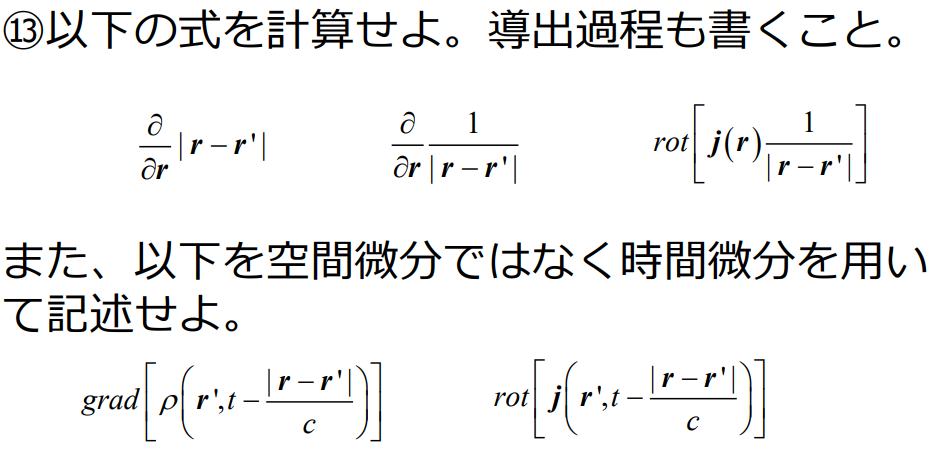 ⑬以下の式を計算せよ。導出過程も書くこと。
∂/∂r |r − r'|   ∂/∂r 1/|r − r'|   rot[j(r) 1/|r − r'|]
また、以下を空間微分ではなく時間微分を用い
て記述せよ。
grad[ρ(r',t − |r − r'|/c)]   rot[j(r',t − |r − r'|/c)]